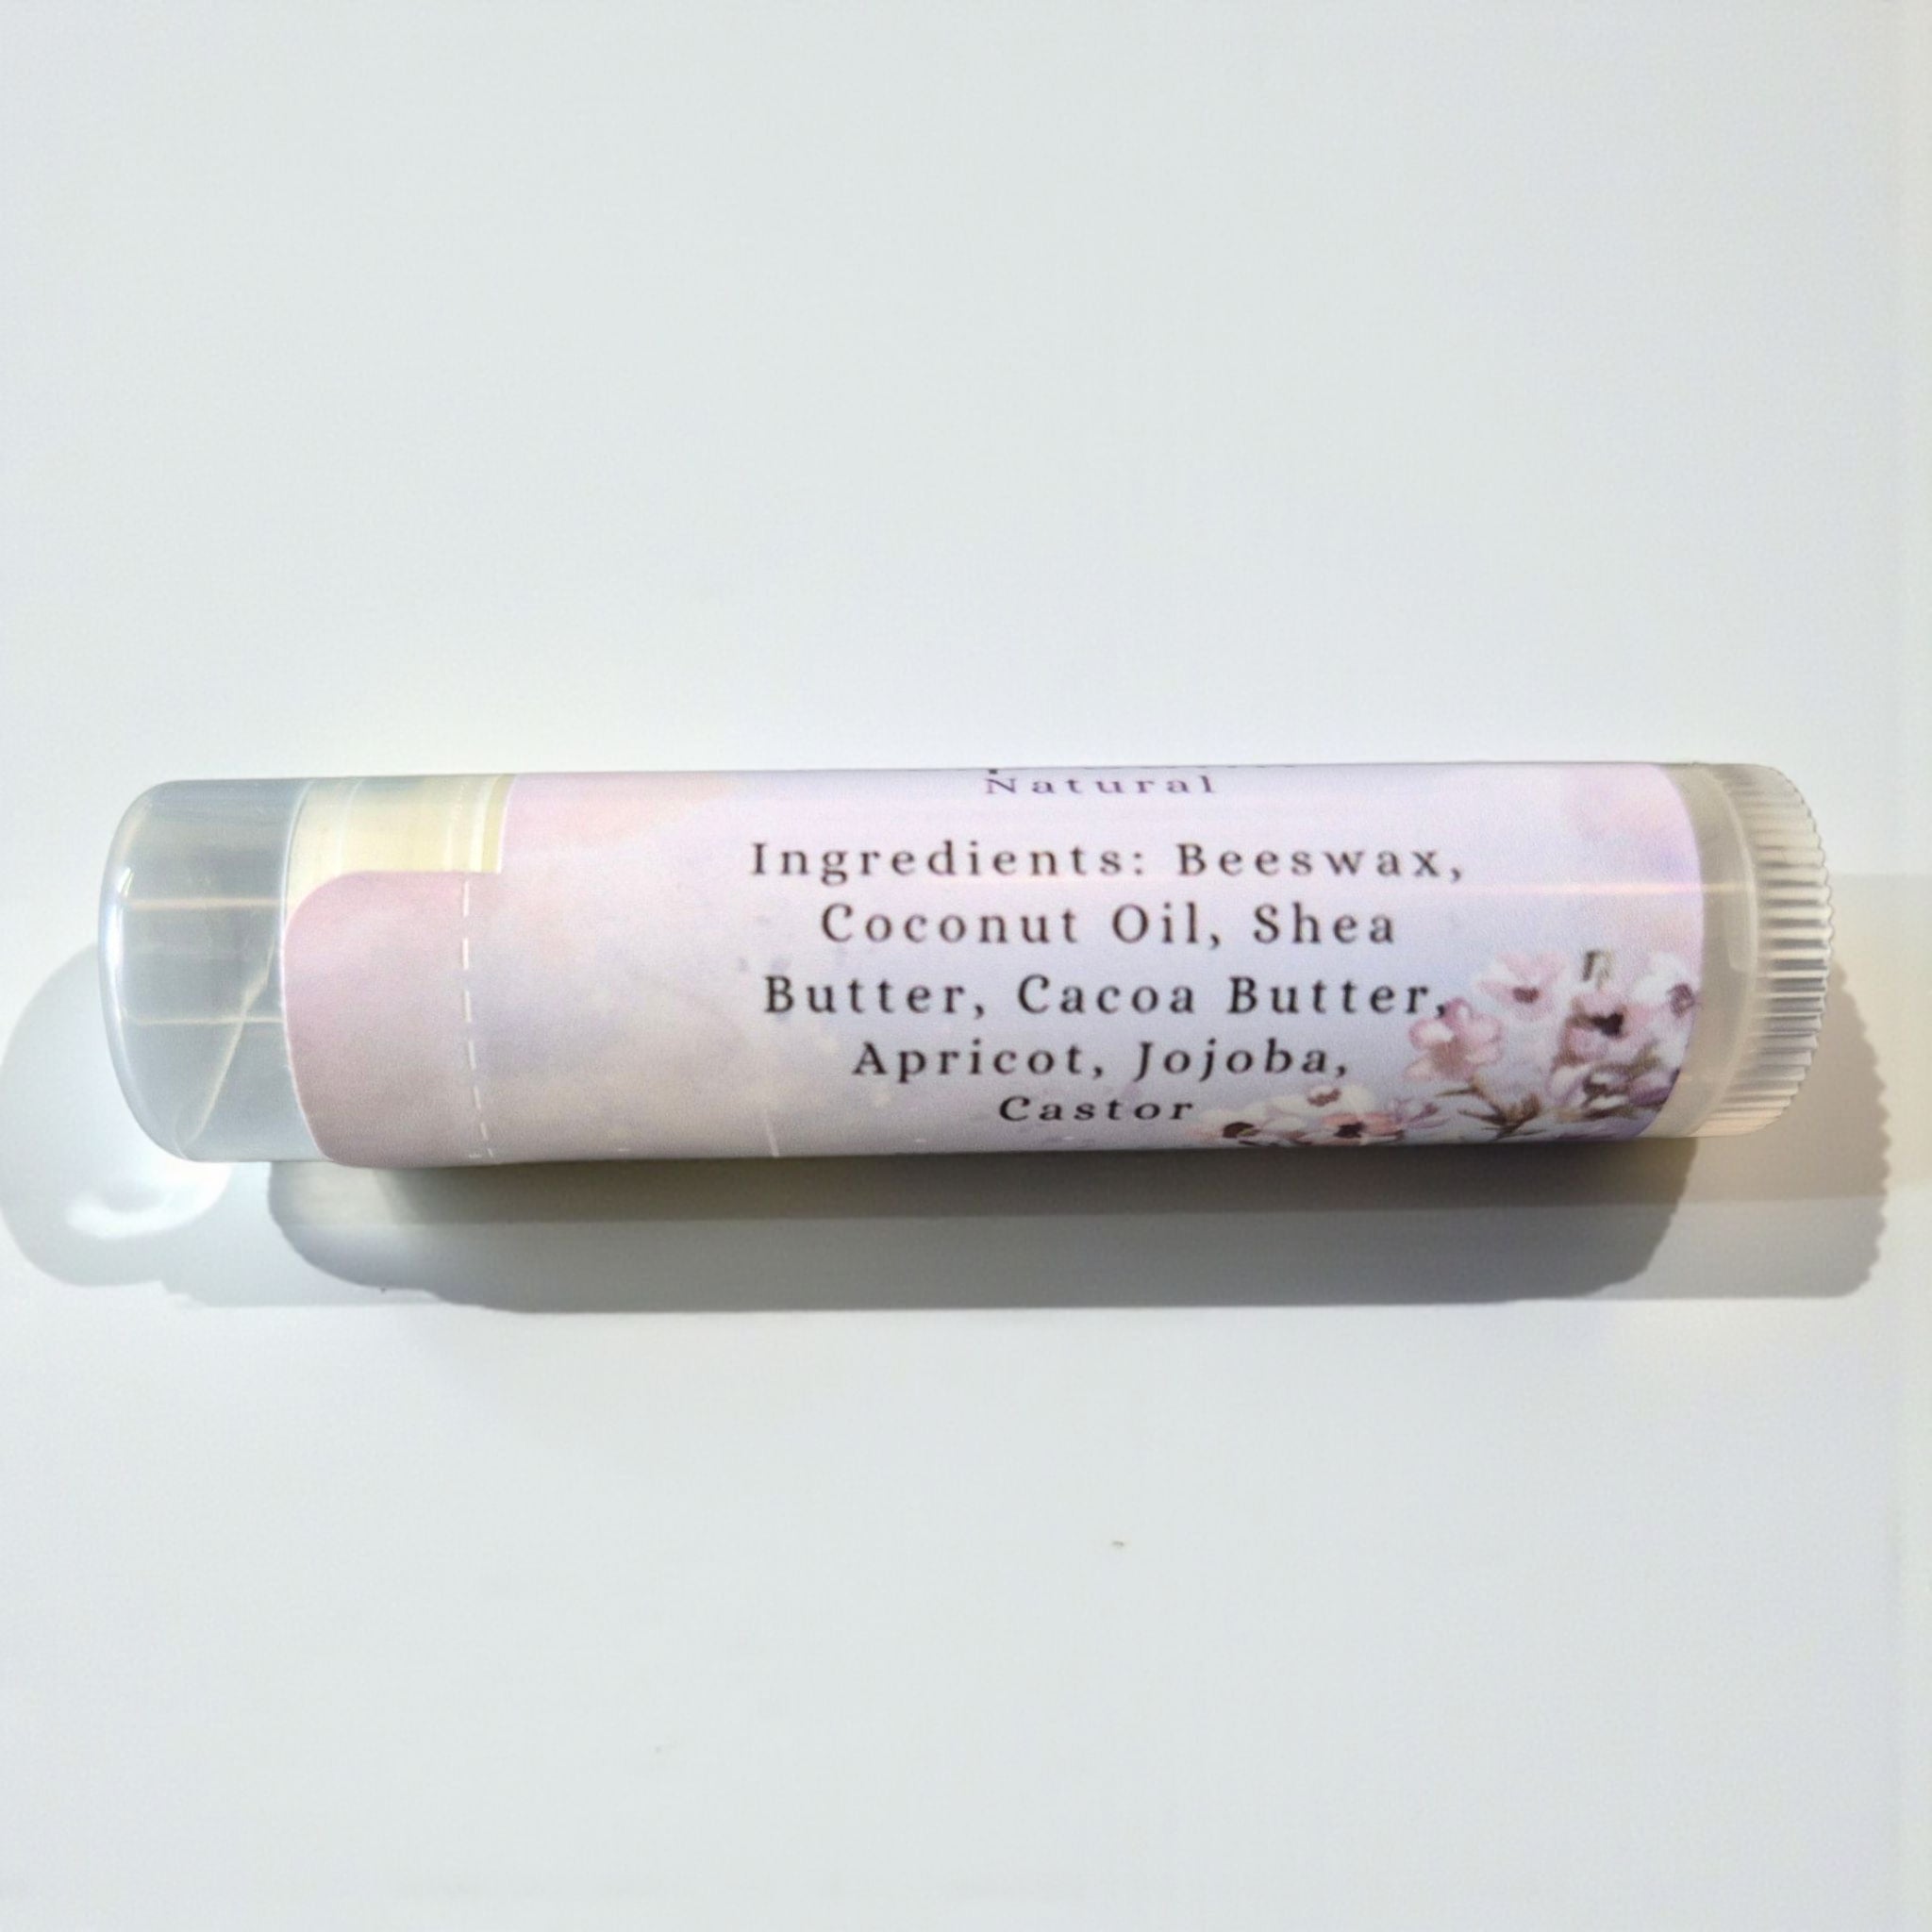 Natural
Ingredients: Beeswax,
Coconut Oil, Shea
Butter, Cacoa Butter,
Apricot, Jojoba,
Castor